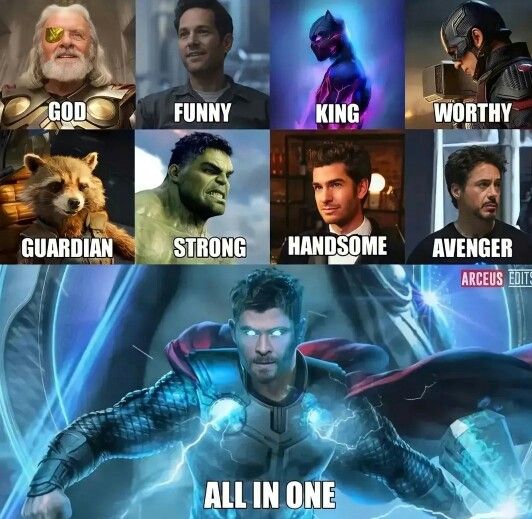 GOD
FUNNY
KING
WORTHY
GUARDIAN
STRONG
HANDSOME
AVENGER
ARCEUS EDITS
ALL IN ONE